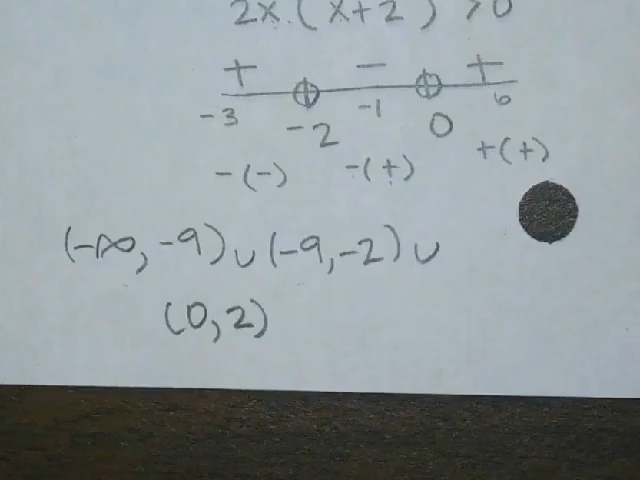 2x.(x+2) >0
+ - +
-3 -2 -1 0 6
-(-) -(+) +(+)
(-∞,-9)∪(-9,-2)∪
(0,2)